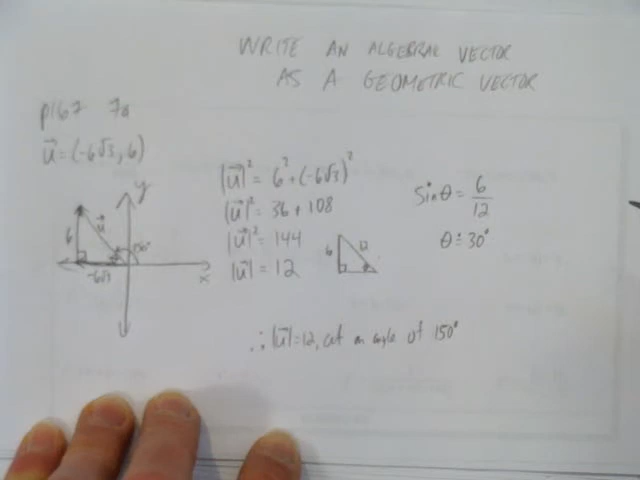 WRITE AN ALGEBRAIC VECTOR
AS A GEOMETRIC VECTOR
p167 7a
u⃗ = (-6√3, 6)
|u⃗|² = 6² + (-6√3)²
|u⃗|² = 36 + 108
|u⃗|² = 144
|u⃗| = 12
sinθ = 6/12
θ ≐ 30°
y
6
u⃗
150°
-6√3
x
6
12
∴ |u⃗| = 12, at an angle of 150°